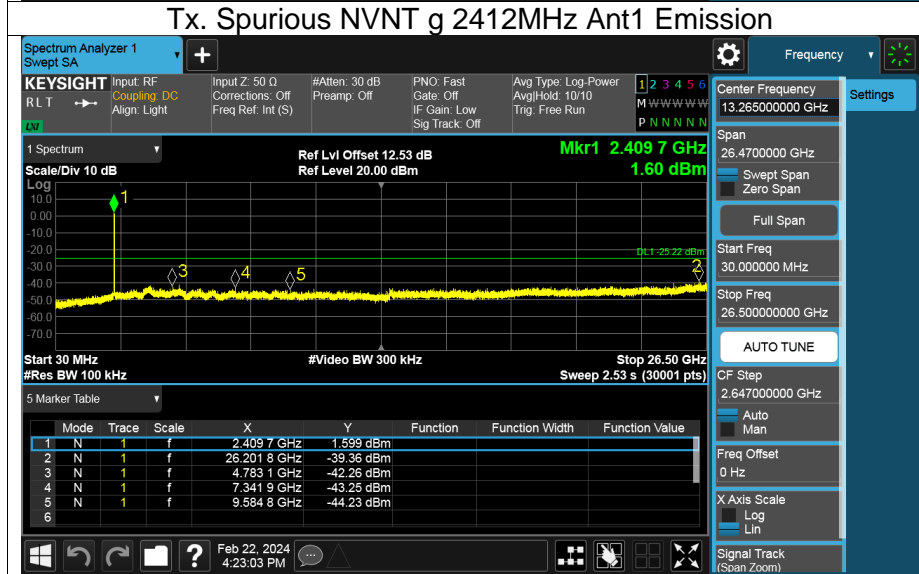 Tx. Spurious NVNT g 2412MHz Ant1 Emission
Spectrum Analyzer 1
Swept SA
+
Frequency
KEYSIGHT
RLT
LXI
Input: RF
Coupling: DC
Align: Light
Input Z: 50 Ω
Corrections: Off
Freq Ref: Int (S)
#Atten: 30 dB
Preamp: Off
PNO: Fast
Gate: Off
IF Gain: Low
Sig Track: Off
Avg Type: Log-Power
Avg|Hold: 10/10
Trig: Free Run
1 2 3 4 5 6
M W W W W W
P N N N N N
Center Frequency
13.265000000 GHz
Settings
Span
26.4700000 GHz
Swept Span
Zero Span
Full Span
Start Freq
30.000000 MHz
Stop Freq
26.500000000 GHz
AUTO TUNE
CF Step
2.647000000 GHz
Auto
Man
Freq Offset
0 Hz
X Axis Scale
Log
Lin
Signal Track
(Span Zoom)
1 Spectrum
Scale/Div 10 dB
Ref Lvl Offset 12.53 dB
Ref Level 20.00 dBm
Mkr1 2.409 7 GHz
1.60 dBm
Log
10.0
0.00
-10.0
-20.0
-30.0
-40.0
-50.0
-60.0
-70.0
1
DL1 -25.22 dBm
2
3
4
5
Start 30 MHz
#Video BW 300 kHz
Stop 26.50 GHz
#Res BW 100 kHz
Sweep 2.53 s (30001 pts)
5 Marker Table
Mode Trace Scale X Y Function Function Width Function Value
1 N 1 f 2.409 7 GHz 1.599 dBm
2 N 1 f 26.201 8 GHz -39.36 dBm
3 N 1 f 4.783 1 GHz -42.26 dBm
4 N 1 f 7.341 9 GHz -43.25 dBm
5 N 1 f 9.584 8 GHz -44.23 dBm
6
?
Feb 22, 2024
4:23:03 PM